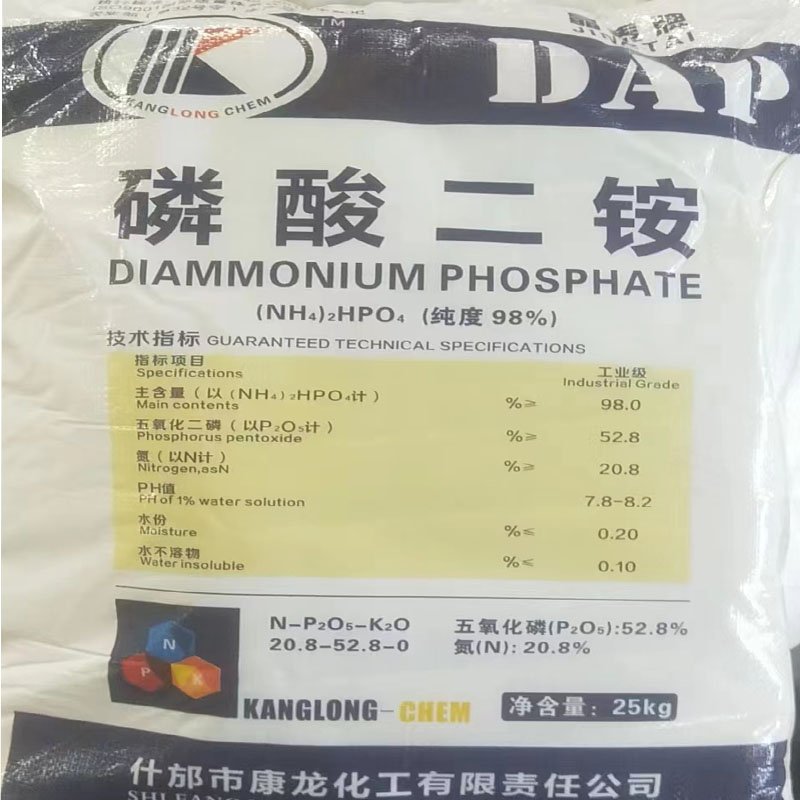 TM
JINGTAI
DAP
KANGLONG CHEM
磷酸二铵
DIAMMONIUM PHOSPHATE
(NH₄)₂HPO₄ (纯度 98%)
技术指标 GUARANTEED TECHNICAL SPECIFICATIONS
指标项目 工业级
Specifications Industrial Grade
主含量(以(NH₄)₂HPO₄计)
Main contents %≥ 98.0
五氧化二磷(以P₂O₅计)
Phosphorus pentoxide %≥ 52.8
氮(以N计)
Nitrogen,asN %≥ 20.8
PH值
PH of 1% water solution 7.8-8.2
水份
Moisture %≤ 0.20
水不溶物
Water insoluble %≤ 0.10
N-P₂O₅-K₂O 五氧化磷(P₂O₅):52.8%
20.8-52.8-0 氮(N): 20.8%
N
P K
KANGLONG-CHEM 净含量: 25kg
什邡市康龙化工有限责任公司